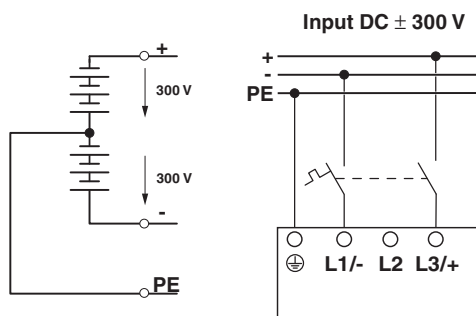 Input DC ± 300 V
+
300 V
300 V
-
PE
+
-
PE
L1/- L2 L3/+